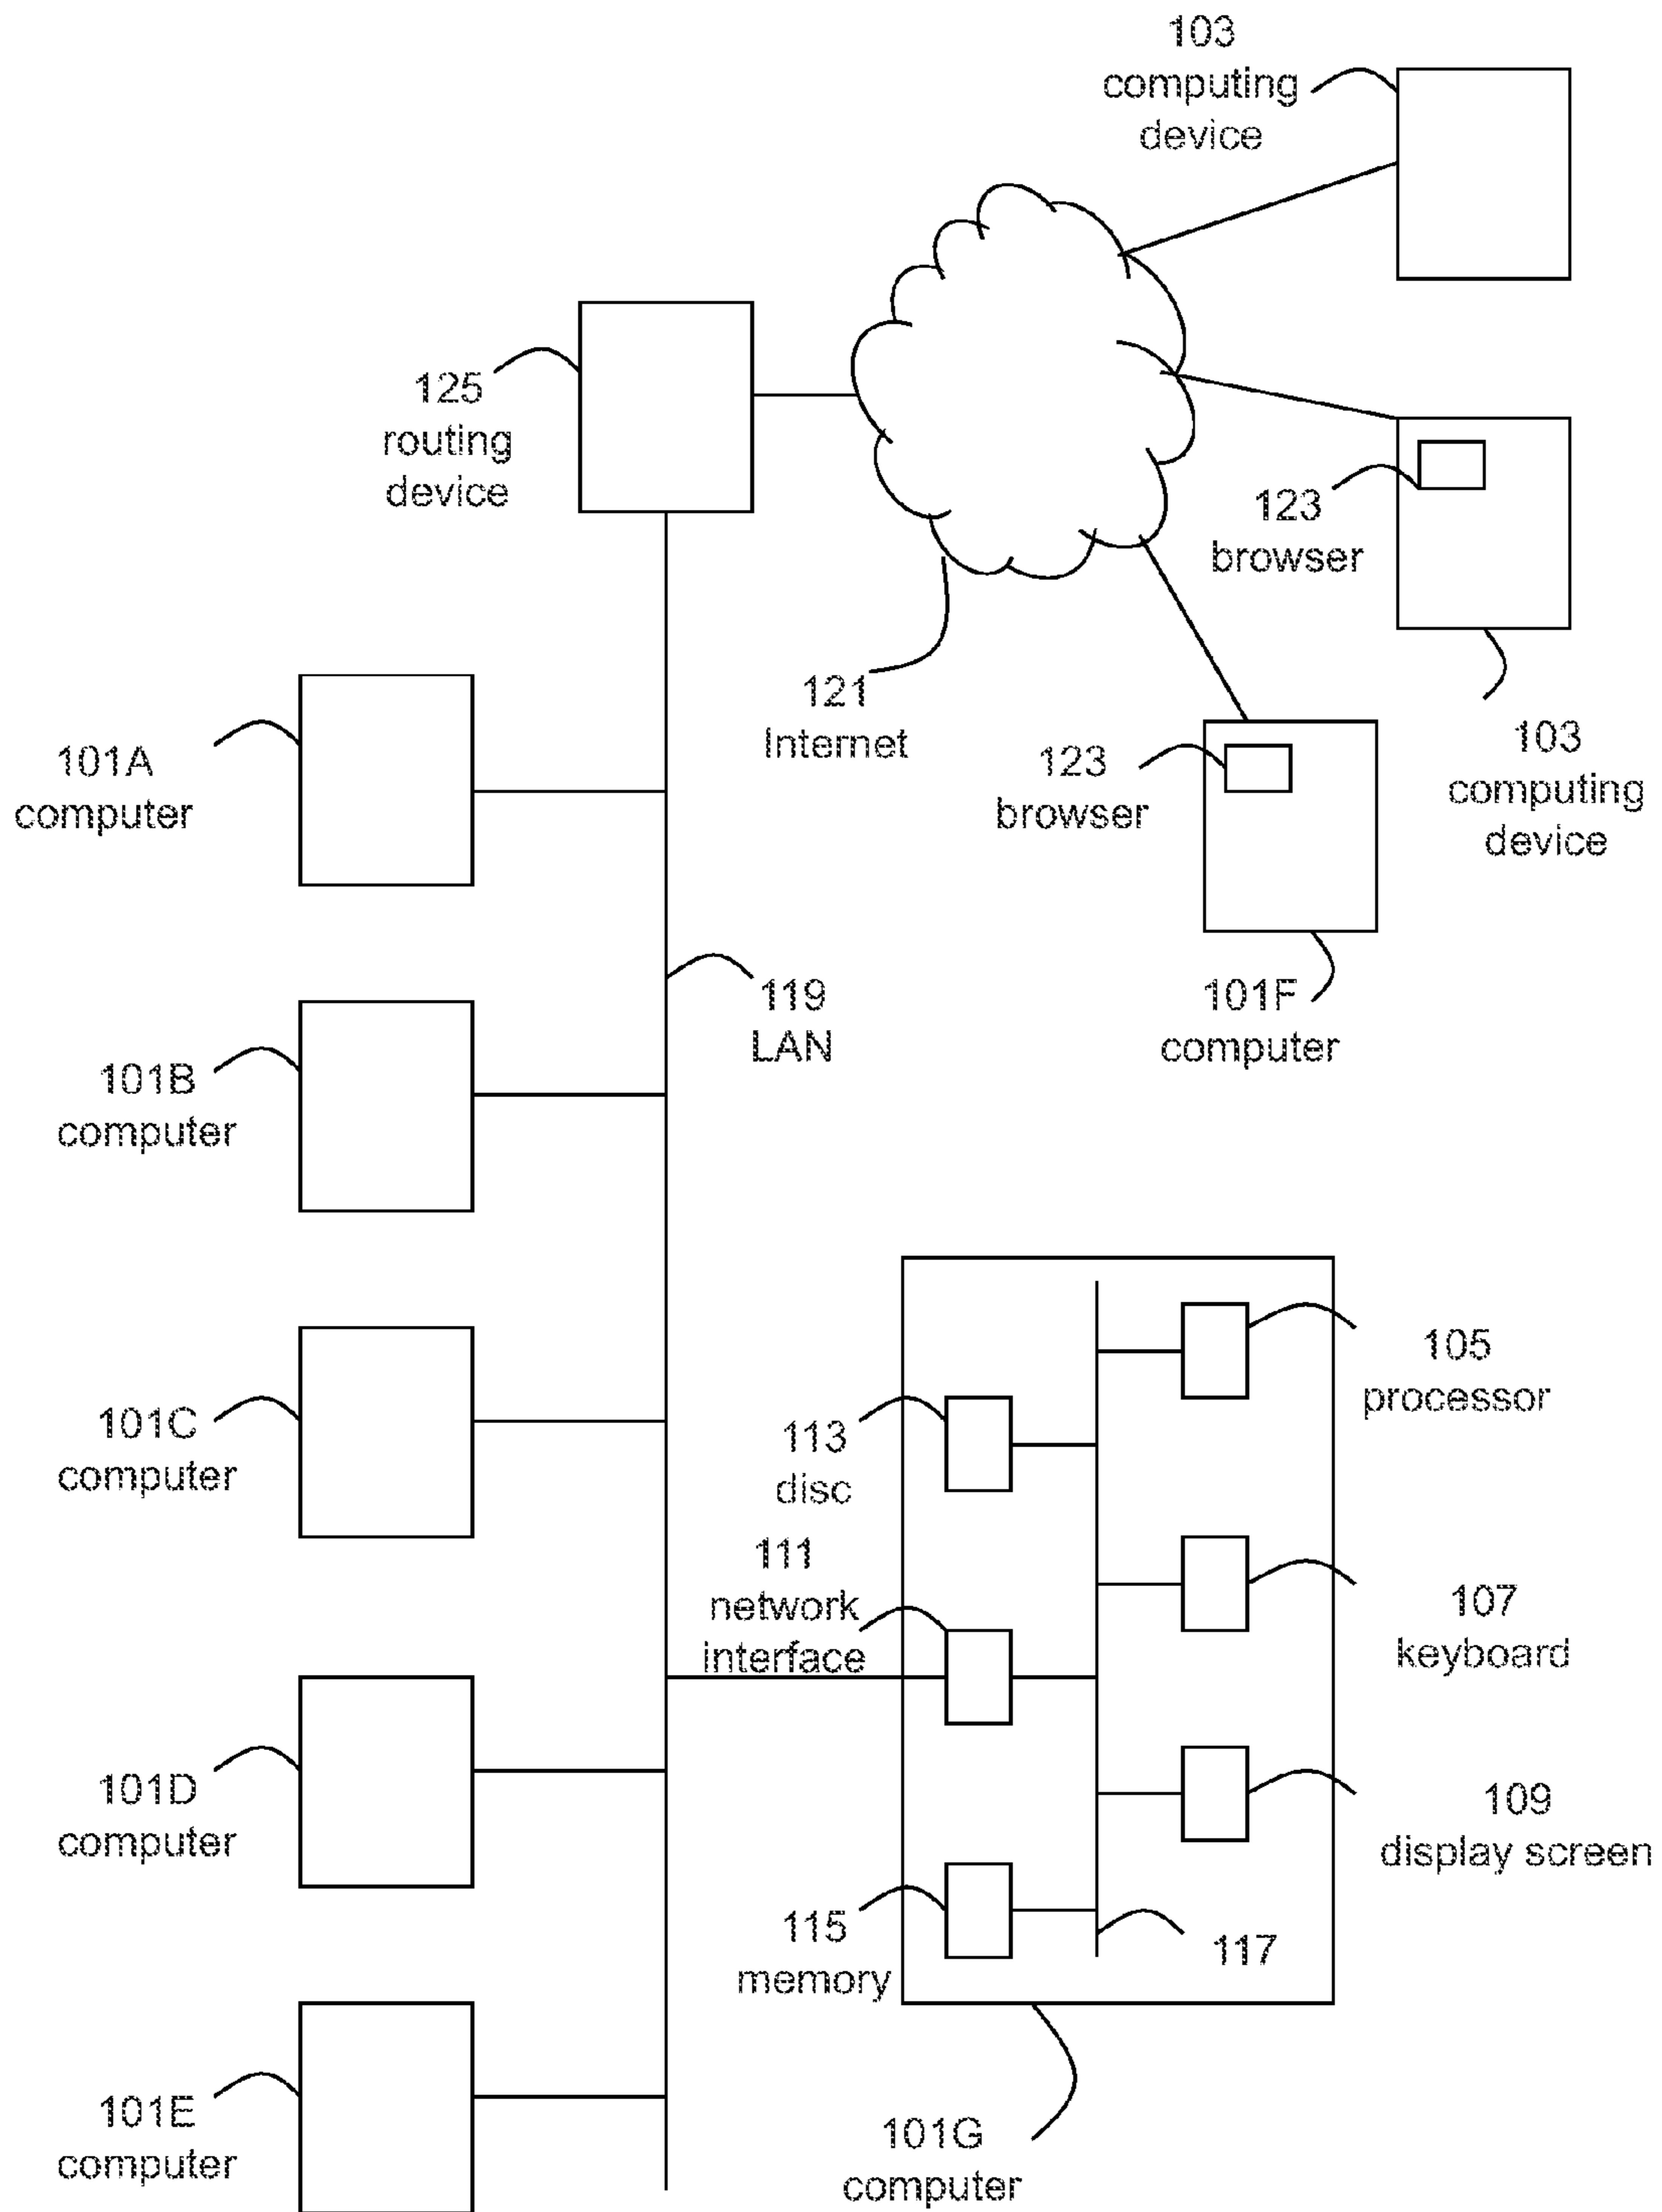 103
computing
device
125
routing
device
123
browser
121
Internet
103
computing
device
123
browser
101A
computer
119
LAN
101F
computer
101B
computer
105
processor
113
disc
101C
computer
111
network
interface
107
keyboard
101D
computer
109
display screen
115
memory
117
101E
computer
101G
computer